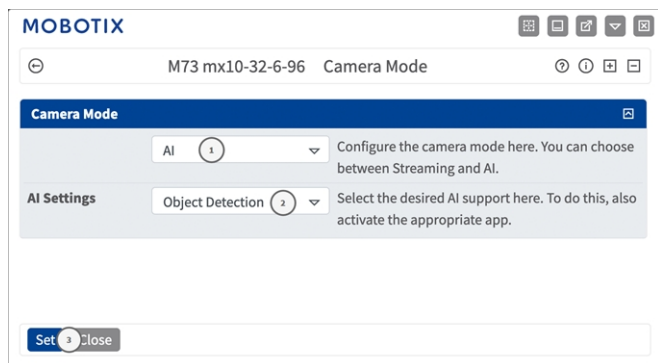 MOBOTIX
M73 mx10-32-6-96 Camera Mode
Camera Mode
AI 1 Configure the camera mode here. You can choose
between Streaming and AI.
AI Settings Object Detection 2 Select the desired AI support here. To do this, also
activate the appropriate app.
Set 3 Close